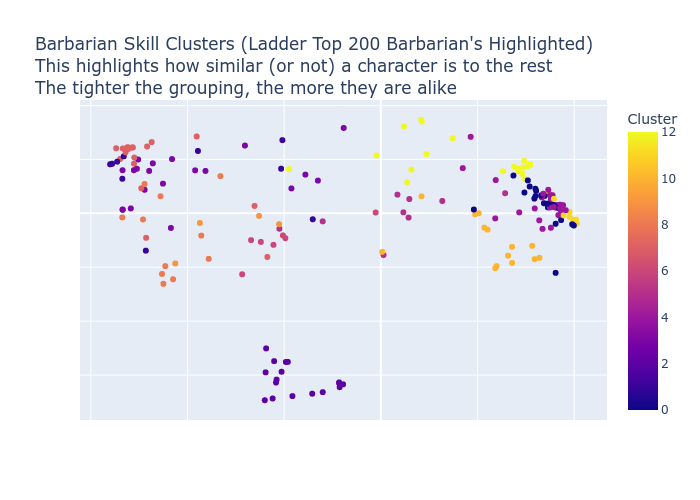 Barbarian Skill Clusters (Ladder Top 200 Barbarian's Highlighted)
This highlights how similar (or not) a character is to the rest
The tighter the grouping, the more they are alike
Cluster
12
10
8
6
4
2
0